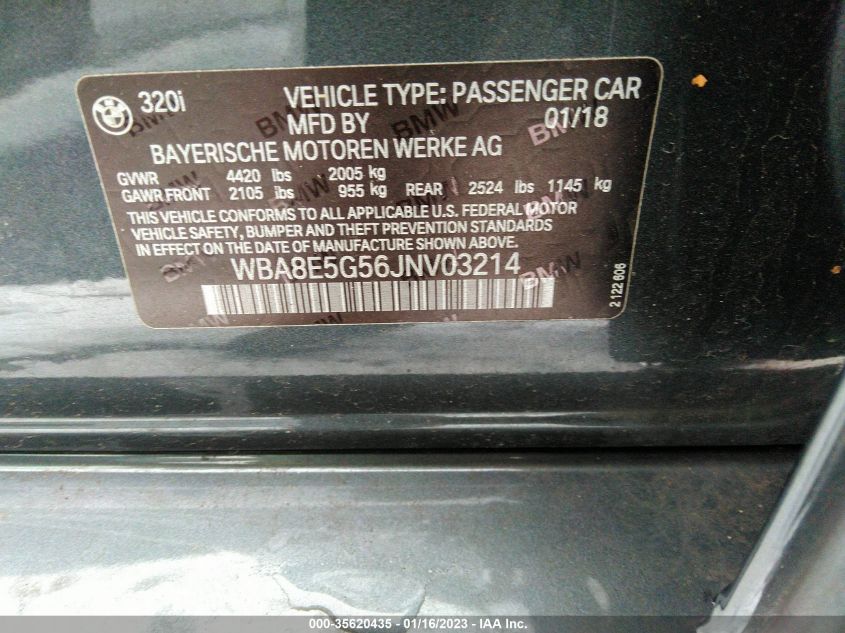 320i VEHICLE TYPE: PASSENGER CAR
MFD BY 01/18
BAYERISCHE MOTOREN WERKE AG
GVWR 4420 lbs 2005 kg
GAWR FRONT 2105 lbs 955 kg REAR 2524 lbs 1145 kg
THIS VEHICLE CONFORMS TO ALL APPLICABLE U.S. FEDERAL MOTOR
VEHICLE SAFETY, BUMPER AND THEFT PREVENTION STANDARDS
IN EFFECT ON THE DATE OF MANUFACTURE SHOWN ABOVE.
WBA8E5G56JNV03214
2 122 606
000-35620435 - 01/16/2023 - IAA Inc.